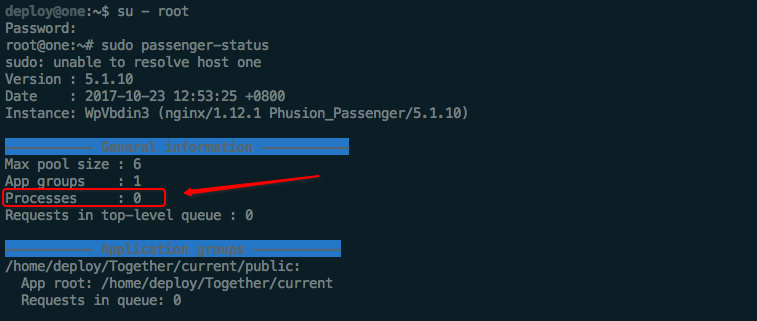 deploy@one:~$ su - root
Password:
root@one:~# sudo passenger-status
sudo: unable to resolve host one
Version : 5.1.10
Date    : 2017-10-23 12:53:25 +0800
Instance: WpVbdin3 (nginx/1.12.1 Phusion_Passenger/5.1.10)
----------- General information -----------
Max pool size : 6
App groups    : 1
Processes     : 0
Requests in top-level queue : 0
----------- Application groups -----------
/home/deploy/Together/current/public:
  App root: /home/deploy/Together/current
  Requests in queue: 0